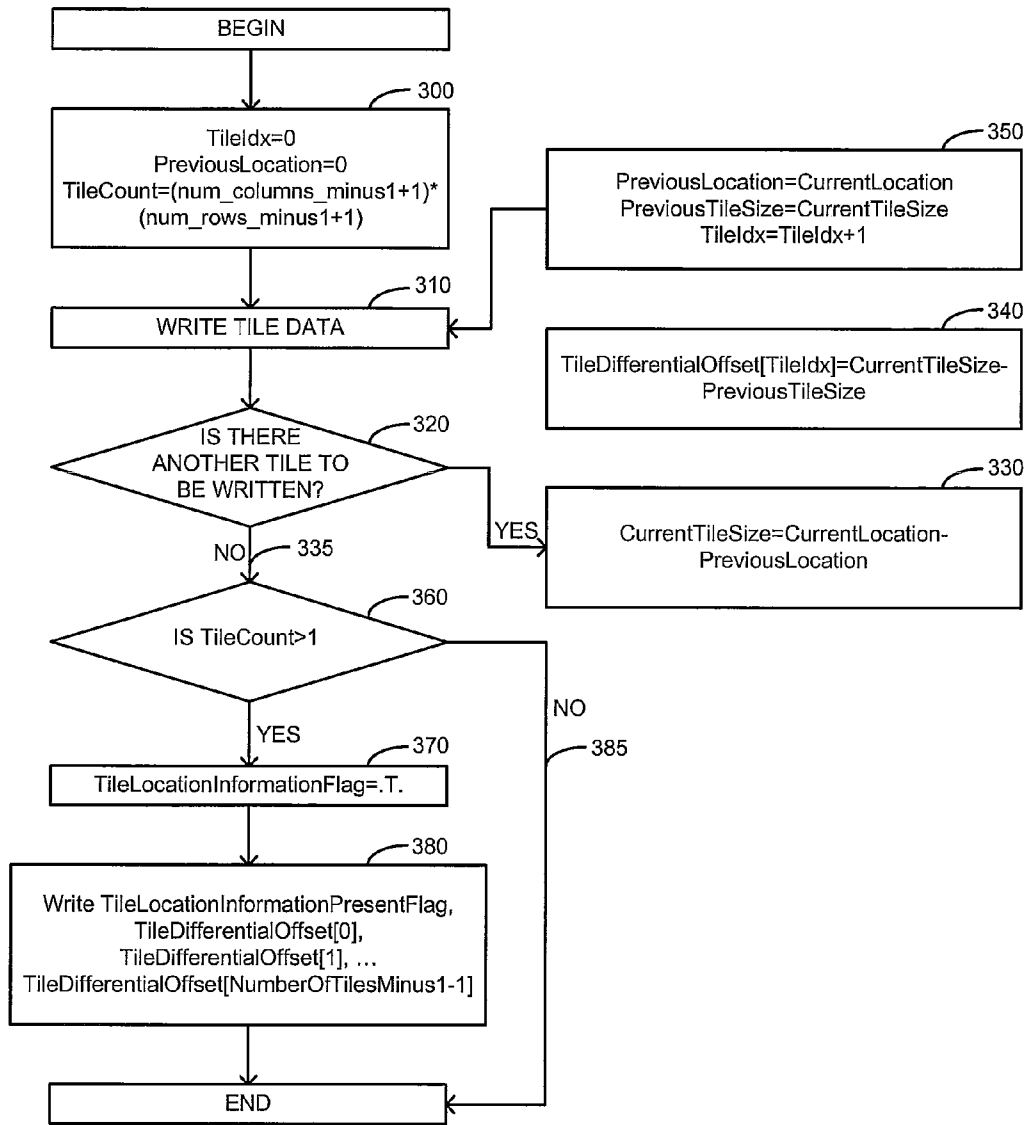 BEGIN
300
TileIdx=0
PreviousLocation=0
TileCount=(num_columns_minus1+1)*
(num_rows_minus1+1)
350
PreviousLocation=CurrentLocation
PreviousTileSize=CurrentTileSize
TileIdx=TileIdx+1
310
WRITE TILE DATA
340
TileDifferentialOffset[TileIdx]=CurrentTileSize-
PreviousTileSize
320
IS THERE
ANOTHER TILE TO
BE WRITTEN?
YES
330
CurrentTileSize=CurrentLocation-
PreviousLocation
NO
335
360
IS TileCount>1
NO
385
YES
370
TileLocationInformationFlag=.T.
380
Write TileLocationInformationPresentFlag,
TileDifferentialOffset[0],
TileDifferentialOffset[1], ...
TileDifferentialOffset[NumberOfTilesMinus1-1]
END